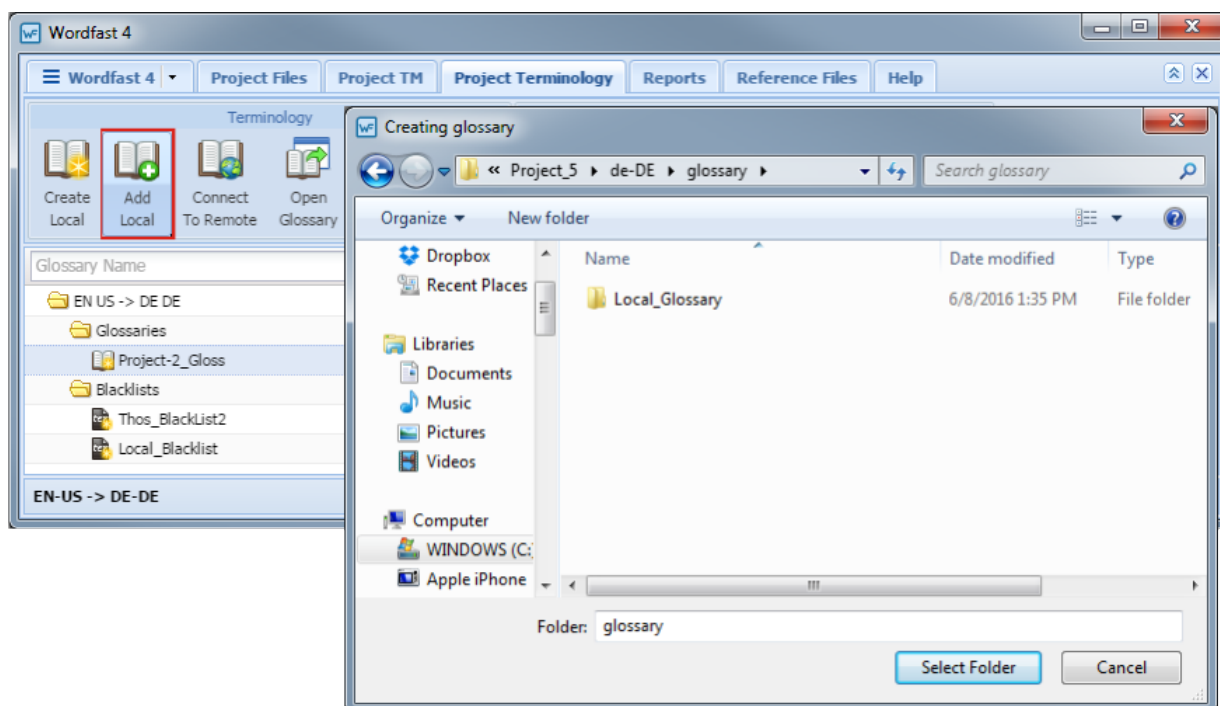 Wordfast 4
Wordfast 4
Project Files
Project TM
Project Terminology
Reports
Reference Files
Help
Terminology
Create Local
Add Local
Connect To Remote
Open Glossary
Glossary Name
EN US -> DE DE
Glossaries
Project-2_Gloss
Blacklists
Thos_BlackList2
Local_Blacklist
EN-US -> DE-DE
Creating glossary
« Project_5 ▸ de-DE ▸ glossary ▸
Search glossary
Organize
New folder
Dropbox
Recent Places
Libraries
Documents
Music
Pictures
Videos
Computer
WINDOWS (C:)
Apple iPhone
Name
Date modified
Type
Local_Glossary
6/8/2016 1:35 PM
File folder
Folder: glossary
Select Folder
Cancel